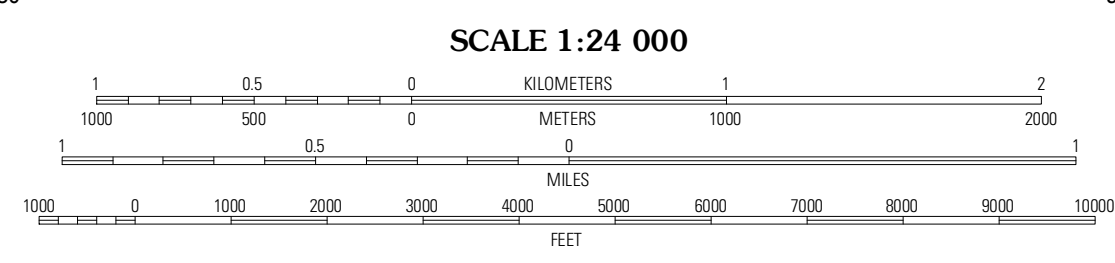 SCALE 1:24 000
1 0.5 0 KILOMETERS 1 2
1000 500 0 METERS 1000 2000
1 0.5 0 1
MILES
1000 0 1000 2000 3000 4000 5000 6000 7000 8000 9000 10000
FEET